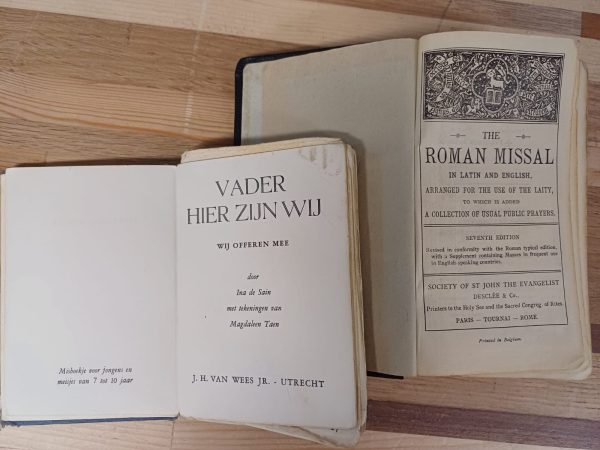 Misboekje voor jongens en
meisjes van 7 tot 10 jaar
VADER
HIER ZIJN WIJ
WIJ OFFEREN MEE
door
Ina de Sain
met tekeningen van
Magdaleen Taen
J. H. VAN WEES JR. - UTRECHT
THE
ROMAN MISSAL
IN LATIN AND ENGLISH,
ARRANGED FOR THE USE OF THE LAITY,
TO WHICH IS ADDED
A COLLECTION OF USUAL PUBLIC PRAYERS.
SEVENTH EDITION
Revised in conformity with the Roman typical edition,
with a Supplement containing Masses in frequent use
in English speaking countries.
SOCIETY OF ST JOHN THE EVANGELIST
DESCLÉE & Co.,
Printers to the Holy See and the Sacred Congreg. of Rites.
PARIS — TOURNAI — ROME.
Printed in Belgium